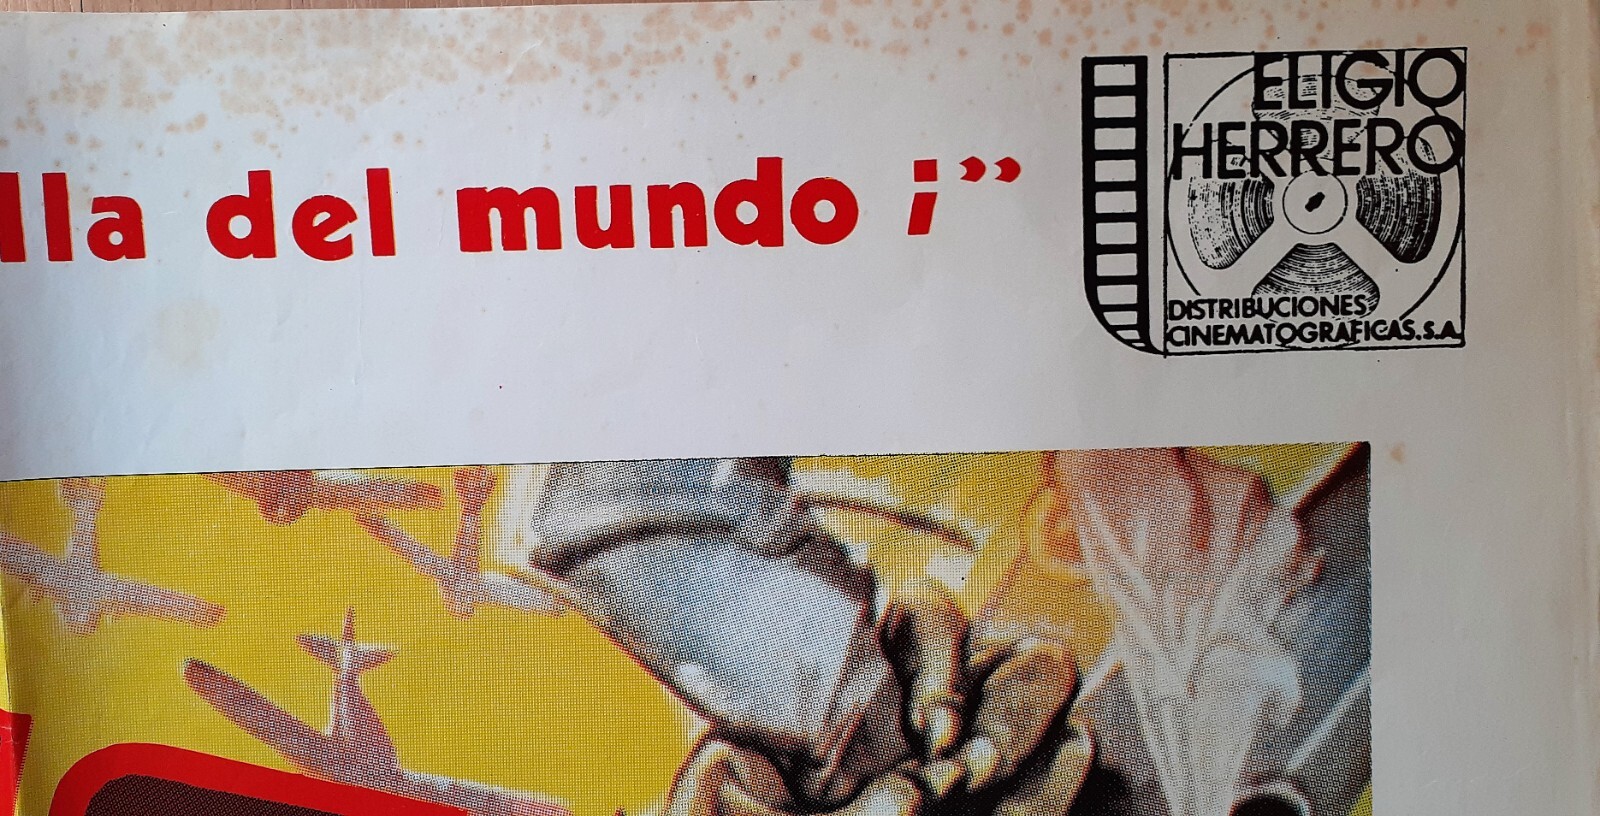 lla del mundo ¡”
ELIGIO
HERRERO
DISTRIBUCIONES
CINEMATOGRAFICAS.S.A.